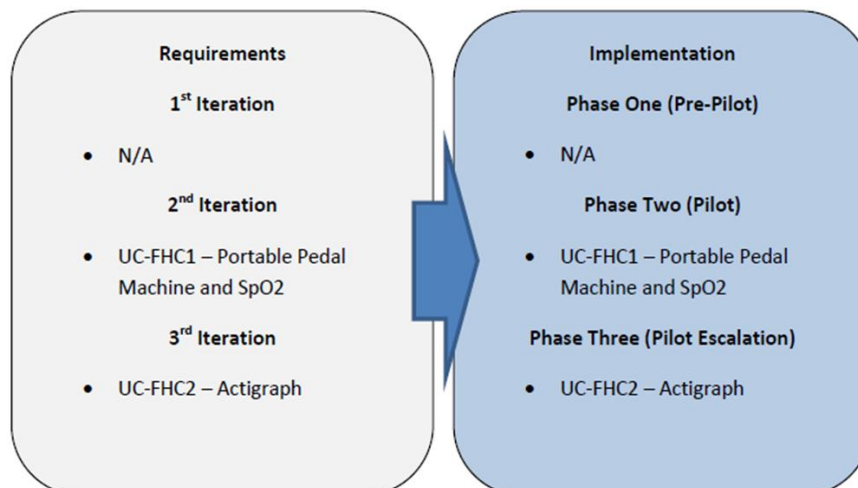 Requirements
1st Iteration
• N/A
2nd Iteration
• UC-FHC1 – Portable Pedal
Machine and SpO2
3rd Iteration
• UC-FHC2 – Actigraph
Implementation
Phase One (Pre-Pilot)
• N/A
Phase Two (Pilot)
• UC-FHC1 – Portable Pedal
Machine and SpO2
Phase Three (Pilot Escalation)
• UC-FHC2 – Actigraph